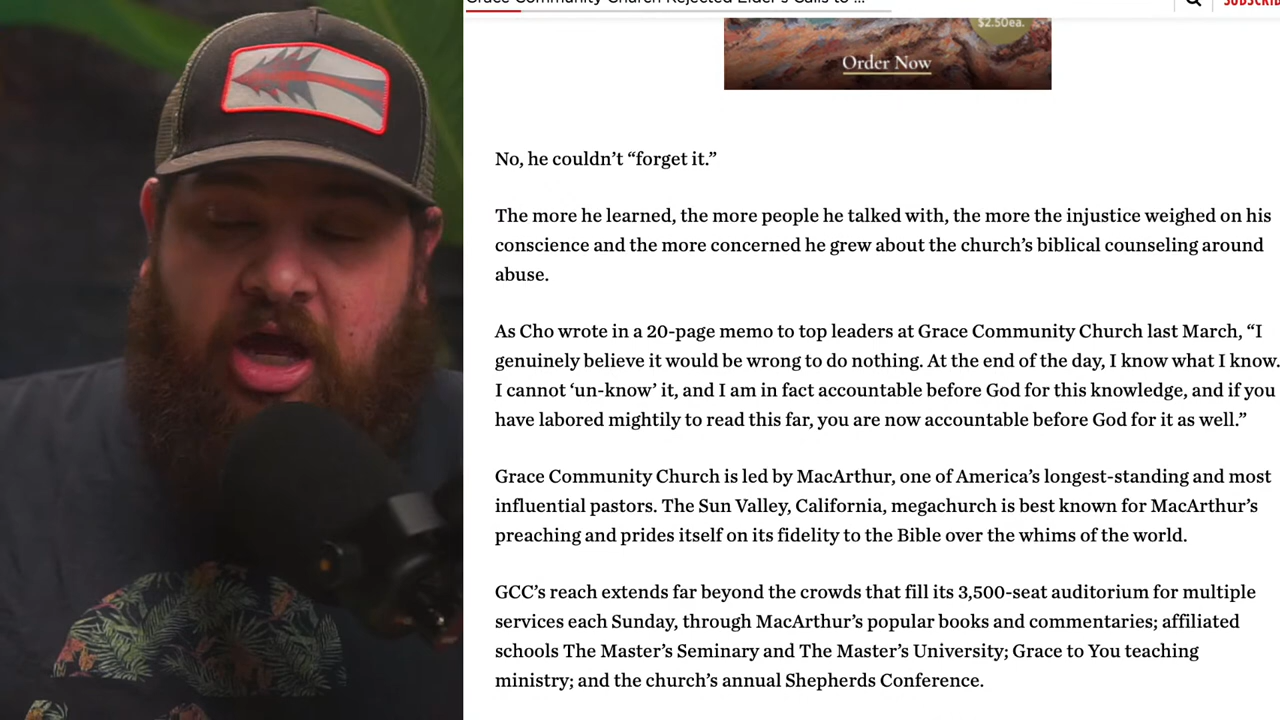 Grace Community Church Rejected Elder's Calls to ...
SUBSCRIB
$2.50ea.
Order Now
No, he couldn’t “forget it.”
The more he learned, the more people he talked with, the more the injustice weighed on his
conscience and the more concerned he grew about the church’s biblical counseling around
abuse.
As Cho wrote in a 20-page memo to top leaders at Grace Community Church last March, “I
genuinely believe it would be wrong to do nothing. At the end of the day, I know what I know.
I cannot ‘un-know’ it, and I am in fact accountable before God for this knowledge, and if you
have labored mightily to read this far, you are now accountable before God for it as well.”
Grace Community Church is led by MacArthur, one of America’s longest-standing and most
influential pastors. The Sun Valley, California, megachurch is best known for MacArthur’s
preaching and prides itself on its fidelity to the Bible over the whims of the world.
GCC’s reach extends far beyond the crowds that fill its 3,500-seat auditorium for multiple
services each Sunday, through MacArthur’s popular books and commentaries; affiliated
schools The Master’s Seminary and The Master’s University; Grace to You teaching
ministry; and the church’s annual Shepherds Conference.